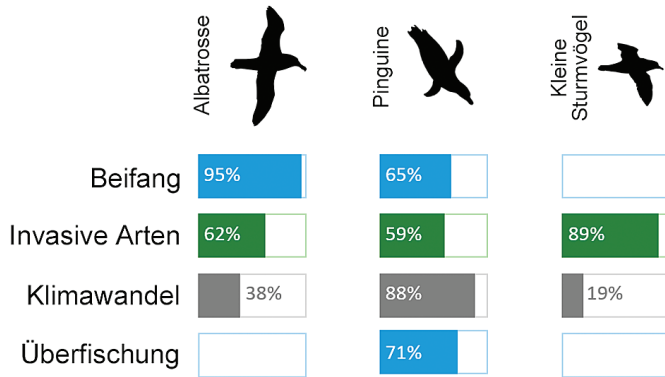 Albatrosse
Pinguine
Kleine
Sturmvögel
Beifang
95%
65%
Invasive Arten
62%
59%
89%
Klimawandel
38%
88%
19%
Überfischung
71%